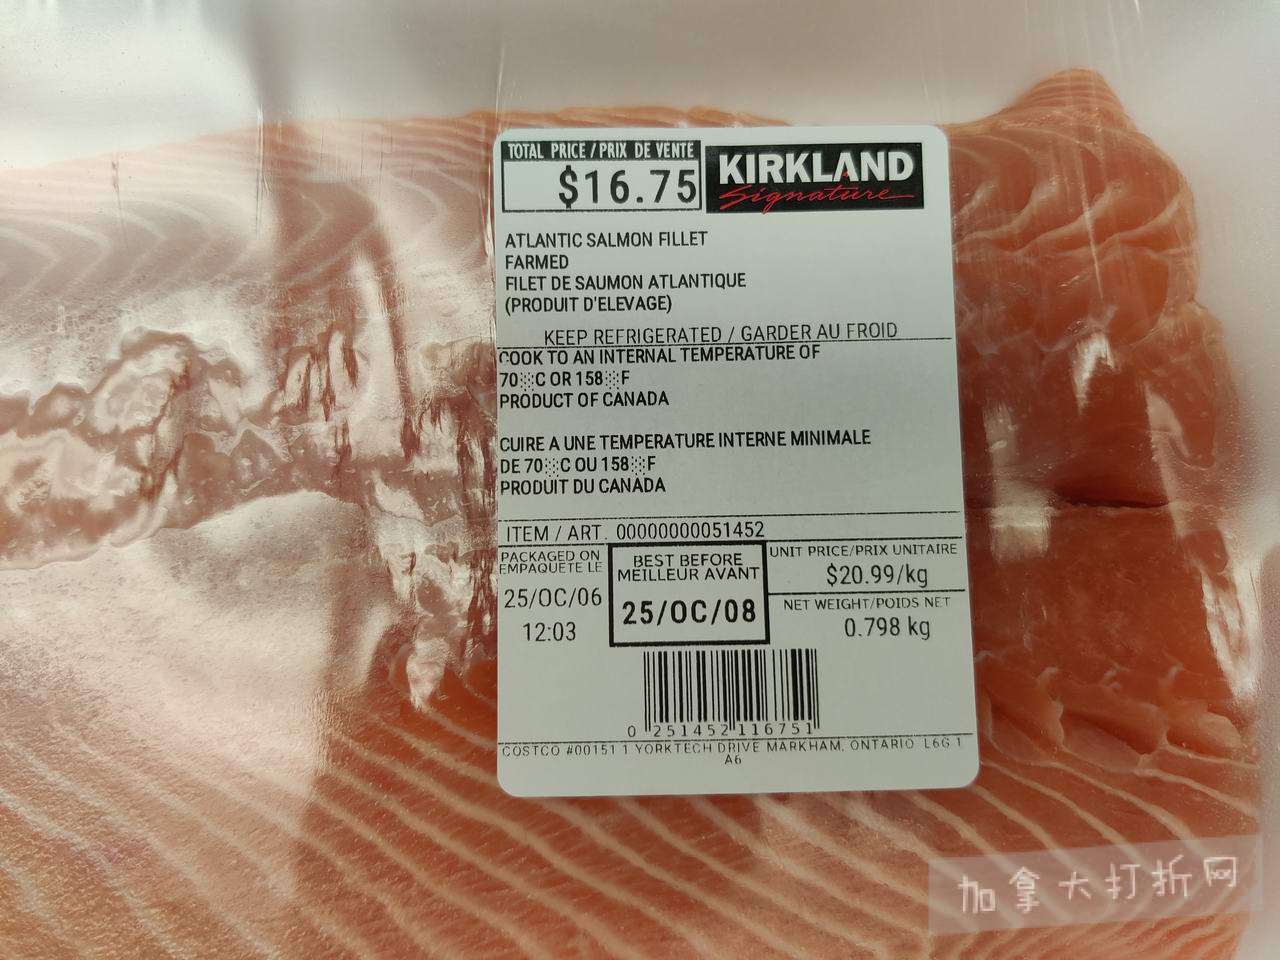 TOTAL PRICE / PRIX DE VENTE
$16.75
KIRKLAND
Signature
ATLANTIC SALMON FILLET
FARMED
FILET DE SAUMON ATLANTIQUE
(PRODUIT D'ELEVAGE)
KEEP REFRIGERATED / GARDER AU FROID
COOK TO AN INTERNAL TEMPERATURE OF
70░C OR 158░F
PRODUCT OF CANADA
CUIRE A UNE TEMPERATURE INTERNE MINIMALE
DE 70░C OU 158░F
PRODUIT DU CANADA
ITEM / ART. 00000000051452
PACKAGED ON
EMPAQUETE LE
25/OC/06
12:03
BEST BEFORE
MEILLEUR AVANT
25/OC/08
UNIT PRICE/PRIX UNITAIRE
$20.99/kg
NET WEIGHT/POIDS NET
0.798 kg
0 251452 116751
COSTCO #00151 1 YORKTECH DRIVE MARKHAM, ONTARIO L6G 1
A6
加拿大打折网